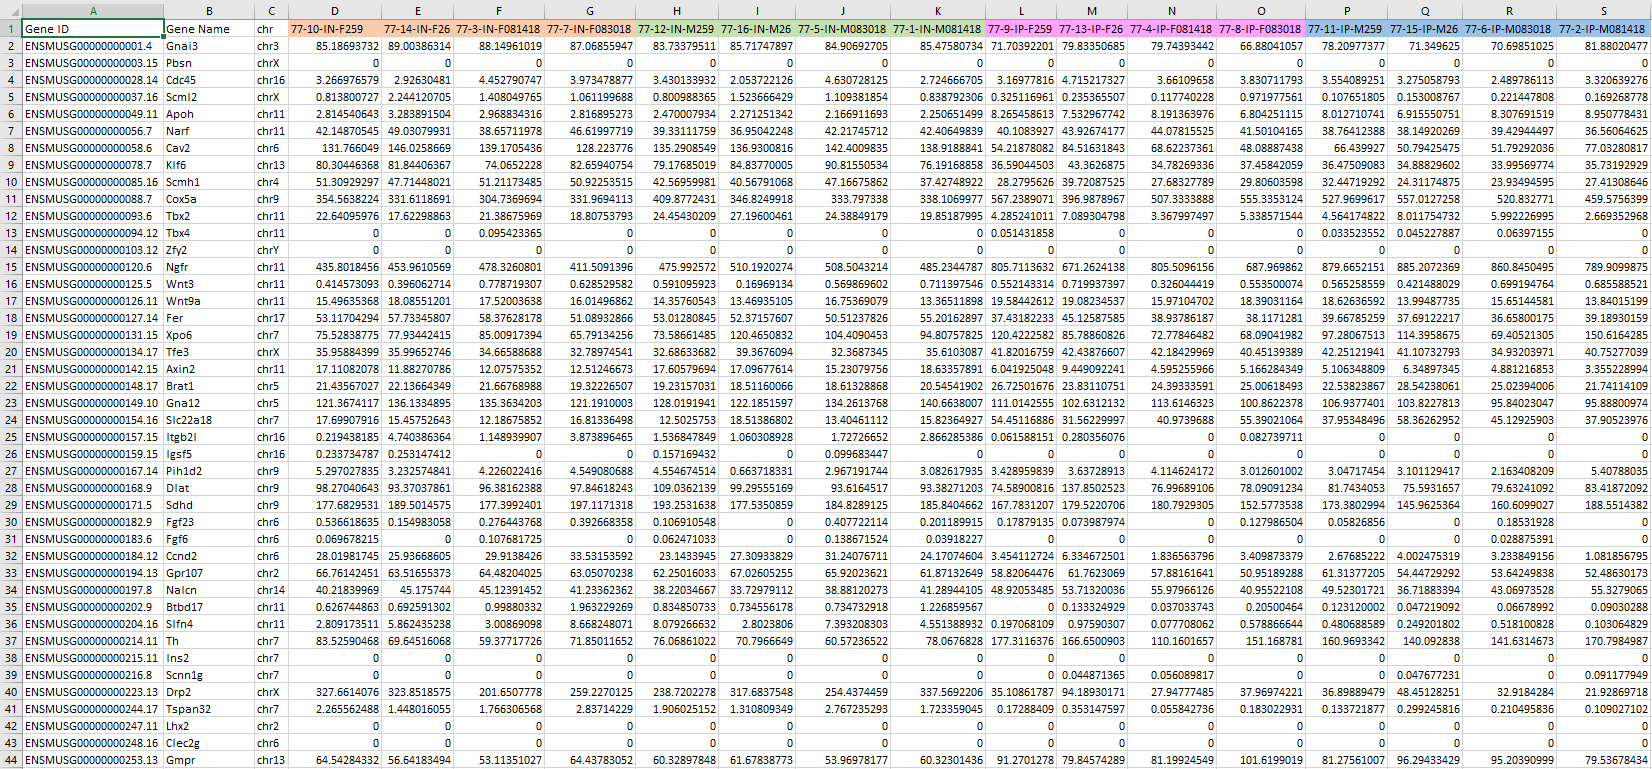 A B C D E F G H I J K L M N O P Q R S
1 Gene ID Gene Name chr 77-10-IN-F259 77-14-IN-F26 77-3-IN-F081418 77-7-IN-F083018 77-12-IN-M259 77-16-IN-M26 77-5-IN-M083018 77-1-IN-M081418 77-9-IP-F259 77-13-IP-F26 77-4-IP-F081418 77-8-IP-F083018 77-11-IP-M259 77-15-IP-M26 77-6-IP-M083018 77-2-IP-M081418
2 ENSMUSG00000000001.4 Gnai3 chr3 85.18693732 89.00386314 88.14961019 87.06855947 83.73379511 85.71747897 84.90692705 85.47580734 71.70392201 79.83350685 79.74393442 66.88041057 78.20977371 71.349625 70.69851025 81.88020477
3 ENSMUSG00000000003.15 Pbsn chrX 0 0 0 0 0 0 0 0 0 0 0 0 0 0 0 0
4 ENSMUSG00000000028.14 Cdc45 chr16 3.266976579 2.92630481 4.452790747 3.973478877 3.430133932 2.053722126 4.630728125 2.724666705 3.16977816 4.715217327 3.66109658 3.830711793 3.554089251 3.275058793 2.489786113 3.320639276
5 ENSMUSG00000000037.16 Scml2 chrX 0.813800727 2.244120705 1.408049765 1.061199688 0.800988365 1.523666429 1.109381854 0.838792306 0.325116961 0.235365507 0.117740228 0.971977561 0.107651805 0.153008767 0.221447808 0.169268778
6 ENSMUSG00000000049.11 Apoh chr11 2.814540643 3.283891504 2.968834316 2.816895273 2.470007934 2.271251342 2.166911693 2.250651499 8.265458613 7.532967742 8.191363976 6.804251115 8.012710741 6.915550751 8.307691519 8.950778431
7 ENSMUSG00000000056.7 Narf chr11 42.14870545 49.03079931 38.65711978 46.61997719 39.33111759 36.95042248 42.21745712 42.40649839 40.1083927 43.92674177 44.07815525 41.50104165 38.76412388 38.14920269 39.42944497 36.56064625
8 ENSMUSG00000000058.6 Cav2 chr6 131.766049 146.0258669 139.1705436 128.223776 135.2908549 136.9300816 142.4009835 138.9188841 54.21878082 84.51631843 68.62237361 48.08887438 66.439927 50.79425475 51.79292036 77.03280817
9 ENSMUSG00000000078.7 Klf6 chr13 80.30446368 81.84406367 74.0652228 82.65940754 79.17685019 84.83770005 90.81550534 76.19168858 36.59044503 43.3626875 34.78269336 37.45842059 36.47509083 34.88829602 33.99569774 35.73192929
10 ENSMUSG00000000085.16 Scmh1 chr4 51.30929297 47.71448021 51.21173485 50.92253515 42.56959981 40.56791068 47.16675862 37.42748922 28.2795626 39.72087525 27.68327789 29.80603598 32.44719292 24.31174875 23.93494595 27.41308646
11 ENSMUSG00000000088.7 Cox5a chr9 354.5638224 331.6118691 304.7369694 331.9694113 409.8772431 346.8249918 333.797338 338.1069977 567.2389071 396.9878967 507.3333888 555.3353124 527.9699617 557.0127258 520.832771 459.5756399
12 ENSMUSG00000000093.6 Tbx2 chr11 22.64095976 17.62298863 21.38675969 18.80753793 24.45430209 27.19600461 24.38849179 19.85187995 4.285241011 7.089304798 3.367997497 5.338571544 4.564174822 8.011754732 5.992226995 2.669352968
13 ENSMUSG00000000094.12 Tbx4 chr11 0 0 0.095423365 0 0 0 0 0 0.051431858 0 0 0 0.033523552 0.045227887 0.06397155 0
14 ENSMUSG00000000103.12 Zfy2 chrY 0 0 0 0 0 0 0 0 0 0 0 0 0 0 0 0
15 ENSMUSG00000000120.6 Ngfr chr11 435.8018456 453.9610569 478.3260801 411.5091396 475.992572 510.1920274 508.5043214 485.2344787 805.7113632 671.2624138 805.5096156 687.969862 879.6652151 885.2072369 860.8450495 789.9099875
16 ENSMUSG00000000125.5 Wnt3 chr11 0.414573093 0.396062714 0.778719307 0.628529582 0.591095923 0.16969134 0.569869602 0.711397546 0.552143314 0.719937397 0.326044419 0.553500074 0.565258559 0.421488029 0.699194764 0.685588521
17 ENSMUSG00000000126.11 Wnt9a chr11 15.49635368 18.08551201 17.52003638 16.01496862 14.35760543 13.46935105 16.75369079 13.36511898 19.58442612 19.08234537 15.97104702 18.39031164 18.62636592 13.99487735 15.65144581 13.84015199
18 ENSMUSG00000000127.14 Fer chr17 53.11704294 57.73345807 58.37628178 51.08932866 53.01280845 52.37157607 50.51237826 55.20162897 37.43182233 45.12587585 38.93786187 38.1171281 39.66785259 37.69122217 36.65800175 39.18930159
19 ENSMUSG00000000131.15 Xpo6 chr7 75.52838775 77.93442415 85.00917394 65.79134256 73.58661485 120.4650832 104.4090453 94.80757825 120.4222582 85.78860826 72.77846482 68.09041982 97.28067513 114.3958675 69.40521305 150.6164285
20 ENSMUSG00000000134.17 Tfe3 chrX 35.95884399 35.99652746 34.66588688 32.78974541 32.68633682 39.3676094 32.3687345 35.6103087 41.82016759 42.43876607 42.18429969 40.45139389 42.25121941 41.10732793 34.93203971 40.75277039
21 ENSMUSG00000000142.15 Axin2 chr11 17.11082078 11.88270786 12.07575352 12.51246673 17.60579694 17.09677614 15.23079756 18.63357891 6.041925048 9.449092241 4.595255966 5.166284349 5.106348809 6.34897345 4.881216853 3.355228994
22 ENSMUSG00000000148.17 Brat1 chr5 21.43567027 22.13664349 21.66768988 19.32226507 19.23157031 18.51160066 18.61328868 20.54541902 26.72501676 23.83110751 24.39333591 25.00618493 22.53823867 28.54238061 25.02394006 21.74114109
23 ENSMUSG00000000149.10 Gna12 chr5 121.3674117 136.1334895 135.3634203 121.1910003 128.0191941 122.1851597 134.2613768 140.6638007 111.0142555 102.6312132 113.6146323 100.8622378 106.9377401 103.8227813 95.84023047 95.88800974
24 ENSMUSG00000000154.16 Slc22a18 chr7 17.69907916 15.45752643 12.18675852 16.81336498 12.5025753 18.51386802 13.40461112 15.82364927 54.45116886 31.56229997 40.9739688 55.39021064 37.95348496 58.36262952 45.12925903 37.90523976
25 ENSMUSG00000000157.15 Itgb2l chr16 0.219438185 4.740386364 1.148939907 3.873896465 1.536847849 1.060308928 1.72726652 2.866285386 0.061588151 0.280356076 0 0.082739711 0 0 0 0
26 ENSMUSG00000000159.15 Igsf5 chr16 0.233734787 0.253147412 0 0 0.157169432 0 0.099683447 0 0 0 0 0 0 0 0 0
27 ENSMUSG00000000167.14 Pih1d2 chr9 5.297027835 3.232574841 4.226022416 4.549080688 4.554674514 0.663718331 2.967191744 3.082617935 3.428959839 3.63728913 4.114624172 3.012601002 3.04717454 3.101129417 2.163408209 5.40788035
28 ENSMUSG00000000168.9 Dlat chr9 98.27040643 93.37037861 96.38162388 97.84618243 109.0362139 99.29555169 93.6164517 93.38271203 74.58900816 137.8502523 76.99689106 78.09091234 81.7434053 75.5931657 79.63241092 83.41872092
29 ENSMUSG00000000171.5 Sdhd chr9 177.6829531 189.5014575 177.3992401 197.1171318 193.2531638 177.5350859 184.8289125 185.8404662 167.7831207 179.5220706 180.7929305 152.5773538 173.3802994 145.9625364 160.6099027 188.5514382
30 ENSMUSG00000000182.9 Fgf23 chr6 0.536618635 0.154983058 0.276443768 0.392668358 0.106910548 0 0.407722114 0.201189915 0.17879135 0.073987974 0 0.127986504 0.05826856 0 0.18531928 0
31 ENSMUSG00000000183.6 Fgf6 chr6 0.069678215 0 0.107681725 0 0.062471033 0 0.138671524 0.03918227 0 0 0 0 0 0 0.028875391 0
32 ENSMUSG00000000184.12 Ccnd2 chr6 28.01981745 25.93668605 29.9138426 33.53153592 23.1433945 27.30933829 31.24076711 24.17074604 3.454112724 6.334672501 1.836563796 3.409873379 2.67685222 4.002475319 3.233849156 1.081856795
33 ENSMUSG00000000194.13 Gpr107 chr2 66.76142451 63.51655373 64.48204025 63.05070238 62.25016033 67.02605255 65.92023621 61.87132649 58.82064476 61.7623069 57.88161641 50.95189288 61.31377205 54.44729292 53.64249838 52.48630173
34 ENSMUSG00000000197.8 Nalcn chr14 40.21839969 45.175744 45.12391452 41.23362362 38.22034667 33.72979112 38.88120273 41.28944105 48.92053485 53.71320036 55.97966126 40.95522108 49.52301721 36.71883394 43.06973528 55.3279065
35 ENSMUSG00000000202.9 Btbd17 chr11 0.626744863 0.692591302 0.99880332 1.963229269 0.834850733 0.734556178 0.734732918 1.226859567 0 0.133324929 0.037033743 0.20500464 0.123120002 0.047219092 0.06678992 0.09030288
36 ENSMUSG00000000204.16 Slfn4 chr11 2.809173511 5.862435238 3.00869098 8.668248071 8.079266632 2.8023806 7.393208303 4.551388932 0.197068109 0.97590307 0.077708062 0.578866644 0.480688589 0.249201802 0.518100828 0.103064829
37 ENSMUSG00000000214.11 Th chr7 83.52590468 69.64516068 59.37717726 71.85011652 76.06861022 70.7966649 60.57236522 78.0676828 177.3116376 166.6500903 110.1601657 151.168781 160.9693342 140.092838 141.6314673 170.7984987
38 ENSMUSG00000000215.11 Ins2 chr7 0 0 0 0 0 0 0 0 0 0 0 0 0 0 0 0
39 ENSMUSG00000000216.8 Scnn1g chr7 0 0 0 0 0 0 0 0 0 0.044871365 0.056089817 0 0 0.047677231 0 0.091177949
40 ENSMUSG00000000223.13 Drp2 chrX 327.6614076 323.8518575 201.6507778 259.2270125 238.7202278 317.6837548 254.4374459 337.5692206 35.10861787 94.18930171 27.94777485 37.96974221 36.89889479 48.45128251 32.9184284 21.92869718
41 ENSMUSG00000000244.17 Tspan32 chr7 2.265562488 1.448016055 1.766306568 2.83714229 1.906025152 1.310809349 2.767235293 1.723359045 0.17288409 0.353147597 0.055842736 0.183022931 0.133721877 0.299245816 0.210495836 0.109027102
42 ENSMUSG00000000247.11 Lhx2 chr2 0 0 0 0 0 0 0 0 0 0 0 0 0 0 0 0
43 ENSMUSG00000000248.16 Clec2g chr6 0 0 0 0 0 0 0 0 0 0 0 0 0 0 0 0
44 ENSMUSG00000000253.13 Gmpr chr13 64.54284332 56.64183494 53.11351027 64.43783052 60.32897848 61.67838773 53.96978177 60.32301436 91.2701278 79.84574289 81.19924549 101.6199019 81.27561007 96.29433429 95.20390999 79.53678434